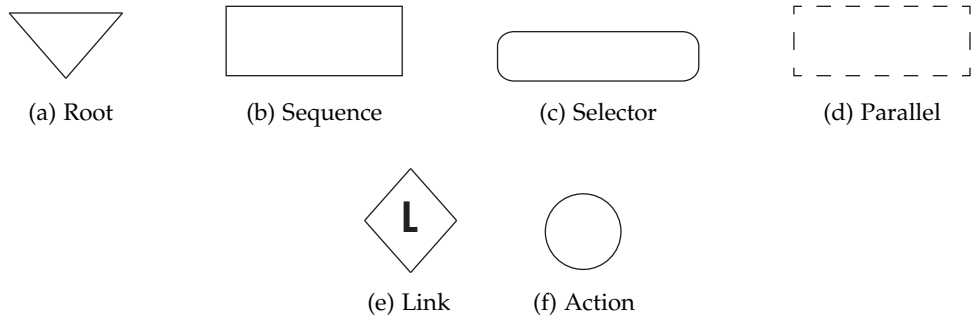 (a) Root
(b) Sequence
(c) Selector
(d) Parallel
L
(e) Link
(f) Action